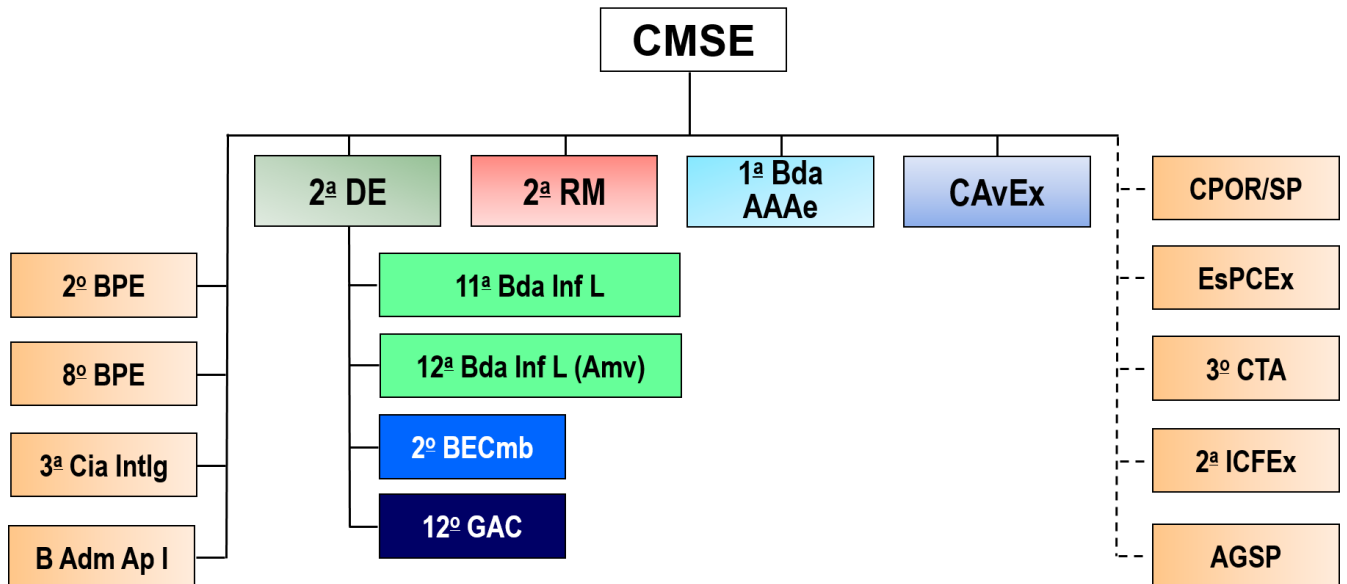 CMSE
2ª DE
2ª RM
1ª Bda
AAAe
CAvEx
CPOR/SP
2º BPE
11ª Bda Inf L
EsPCEx
8º BPE
12ª Bda Inf L (Amv)
3º CTA
3ª Cia Intlg
2º BECmb
2ª ICFEx
B Adm Ap I
12º GAC
AGSP